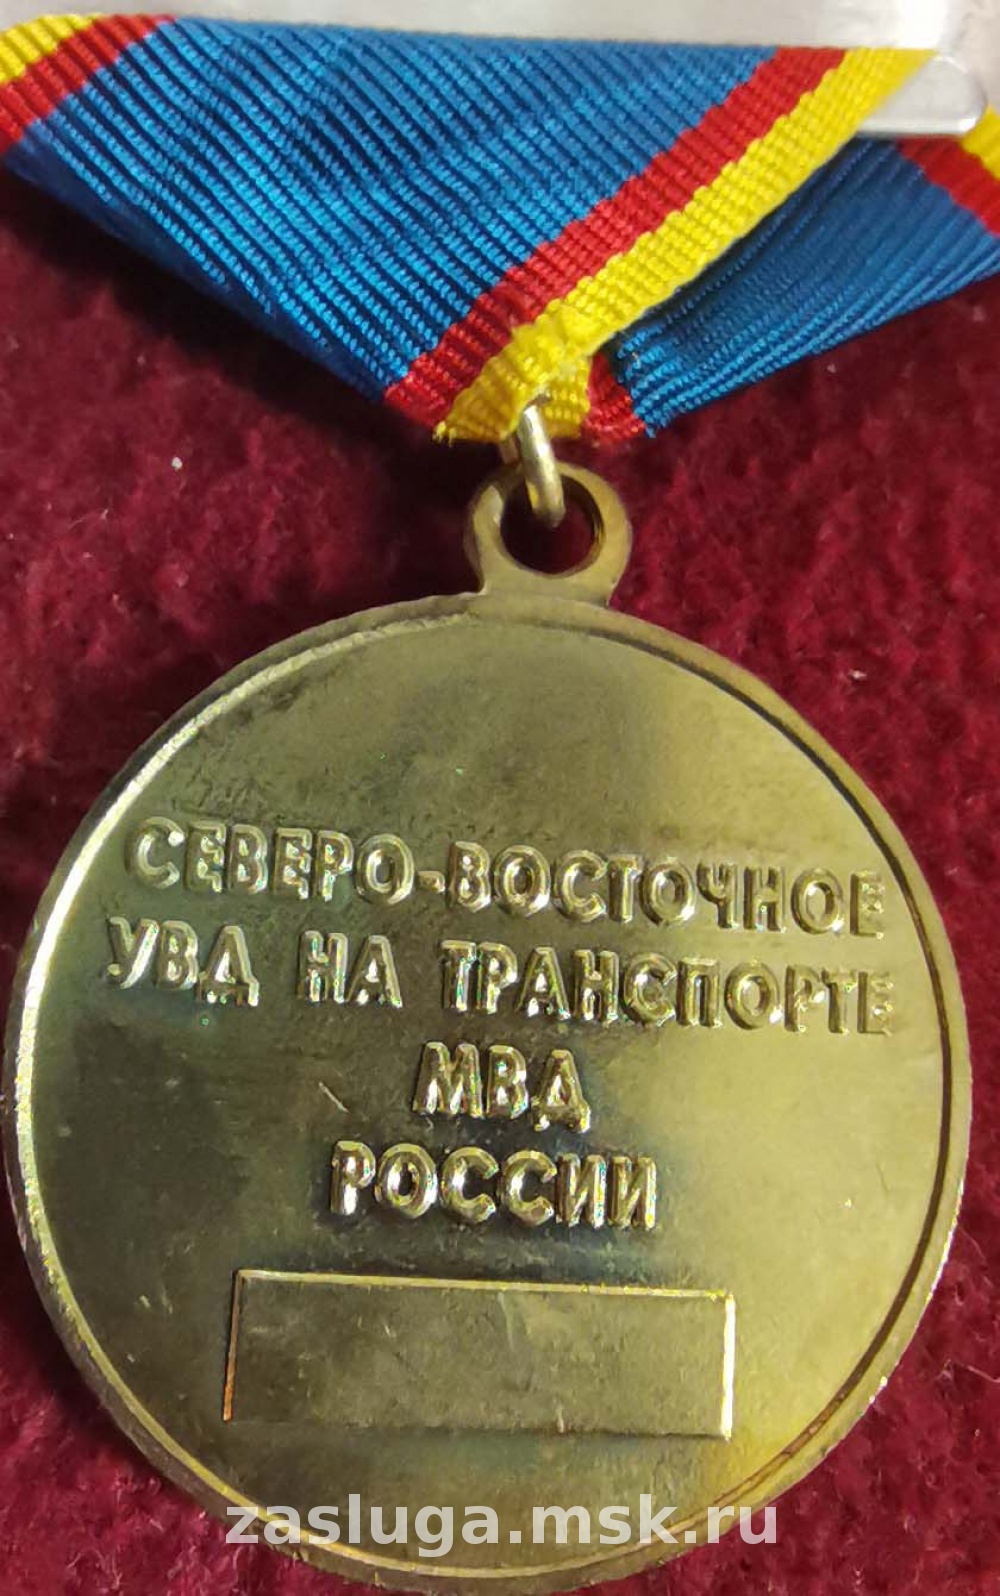 СЕВЕРО-ВОСТОЧНОЕ
УВД НА ТРАНСПОРТЕ
МВД
РОССИИ
zasluga.msk.ru